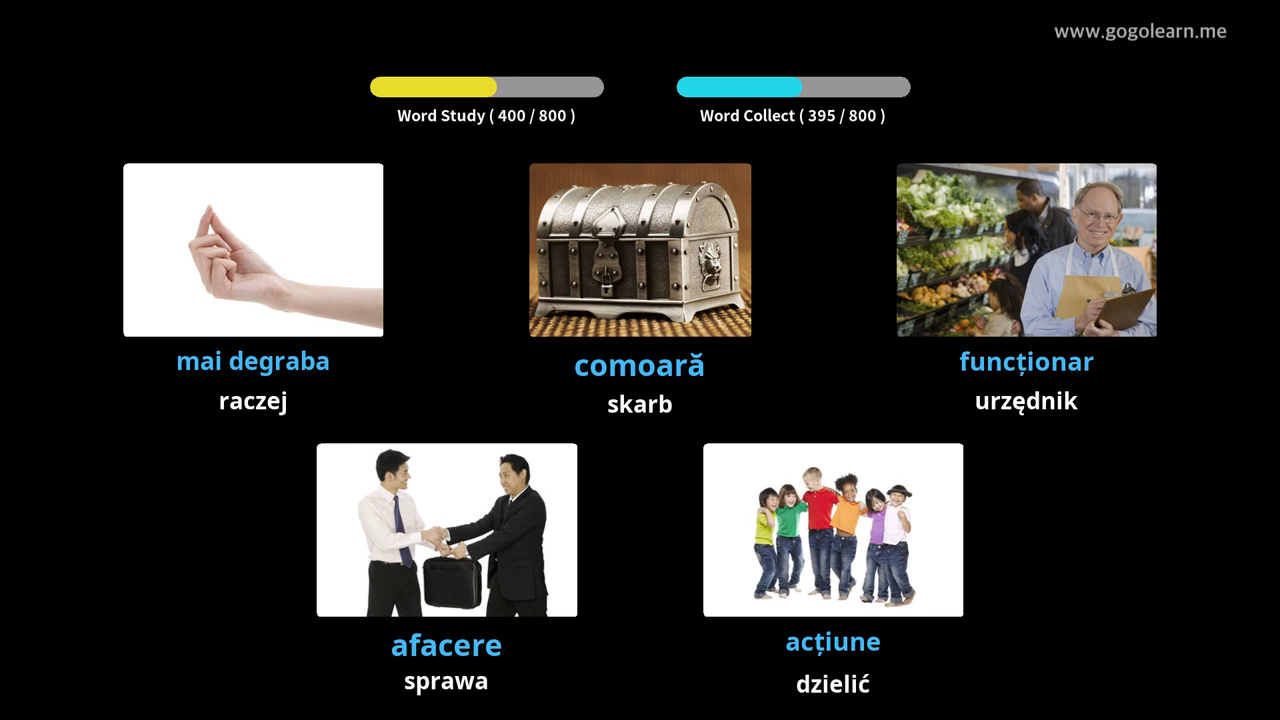 www.gogolearn.me
Word Study ( 400 / 800 )
Word Collect ( 395 / 800 )
mai degraba
raczej
comoară
skarb
funcționar
urzędnik
afacere
sprawa
acțiune
dzielić